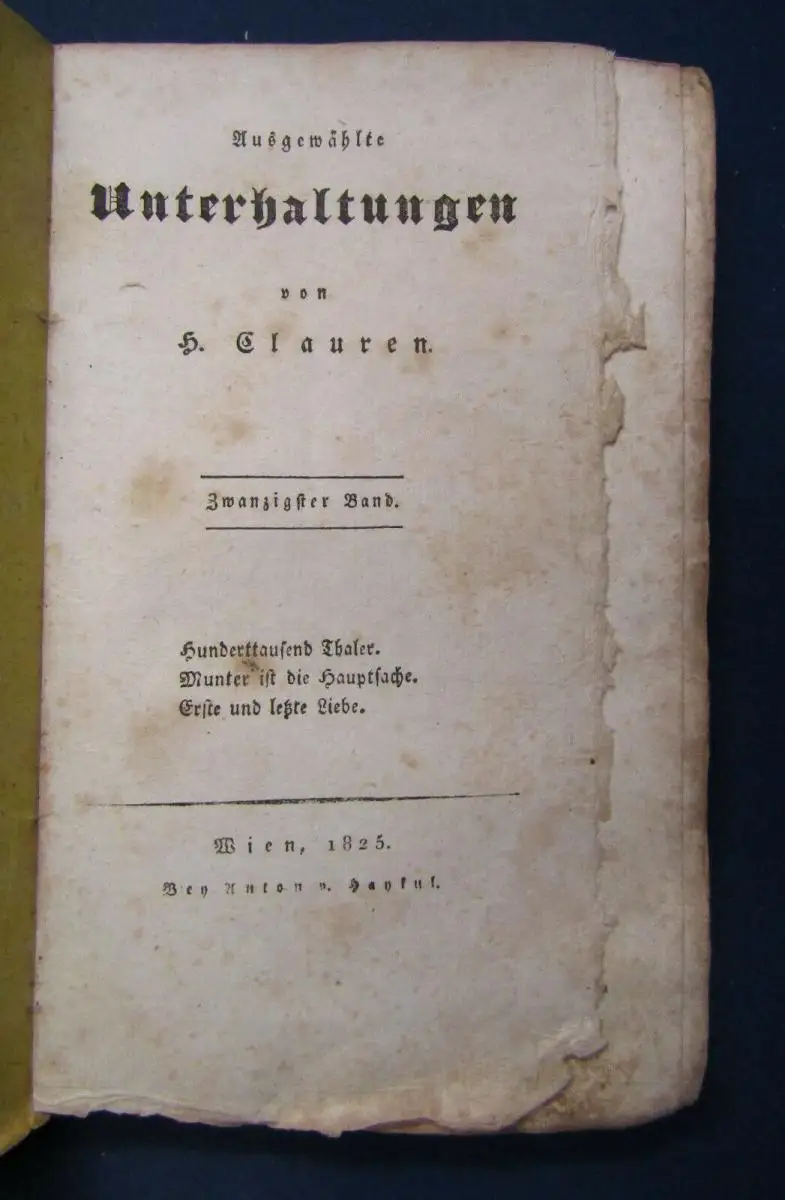 Ausgewählte
Unterhaltungen
von
H. Clauren.
Zwanzigster Band.
Hunderttausend Thaler.
Munter ist die Hauptsache.
Erste und letzte Liebe.
Wien, 1825.
Bey Anton v. Haykul.